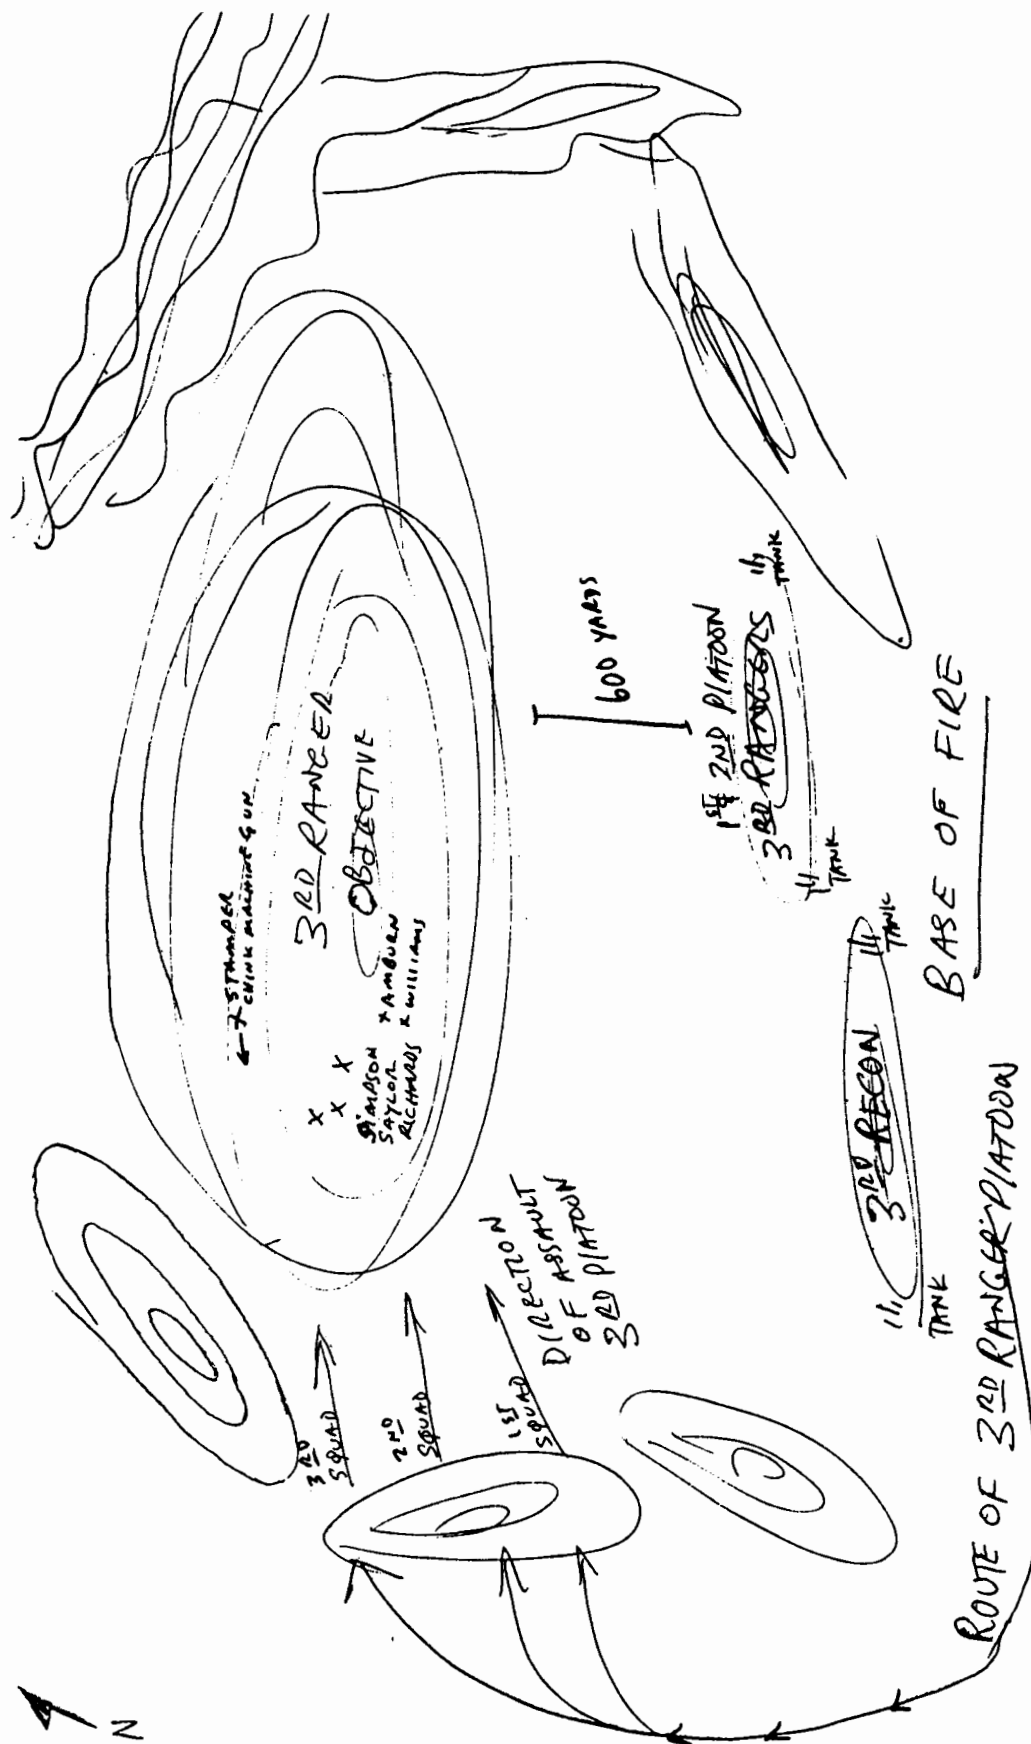 STAMPER
CHINK MACHINE GUN
3RD RANGER
OBJECTIVE
X
X
X
SIMPSON
SAYLOR X AMBURN
RICHARDS X WILLIAMS
3RD
SQUAD
2ND
SQUAD
1ST
SQUAD
DIRECTION
OF ASSAULT
OF 3RD PLATOON
600 YARDS
1ST & 2ND PLATOON
3RD RANGERS
TANK
TANK
3RD RECON
TANK
TANK
BASE OF FIRE
ROUTE OF 3RD RANGER PLATOON
N